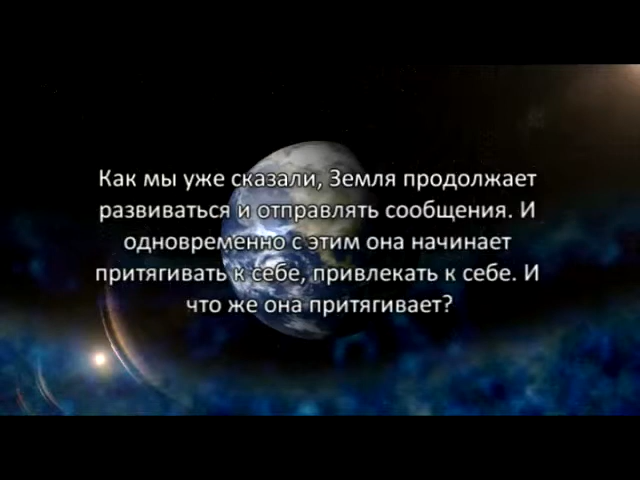 Как мы уже сказали, Земля продолжает
развиваться и отправлять сообщения. И
одновременно с этим она начинает
притягивать к себе, привлекать к себе. И
что же она притягивает?